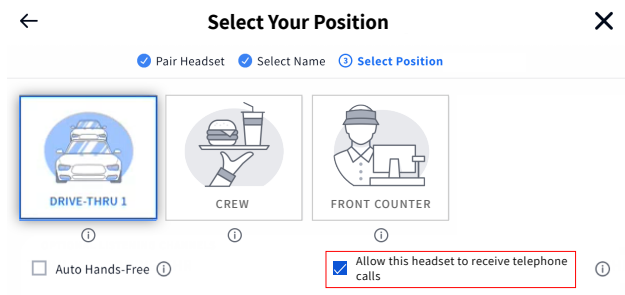 Select Your Position
Pair Headset Select Name 3 Select Position
DRIVE-THRU 1 CREW FRONT COUNTER
Auto Hands-Free
Allow this headset to receive telephone
calls